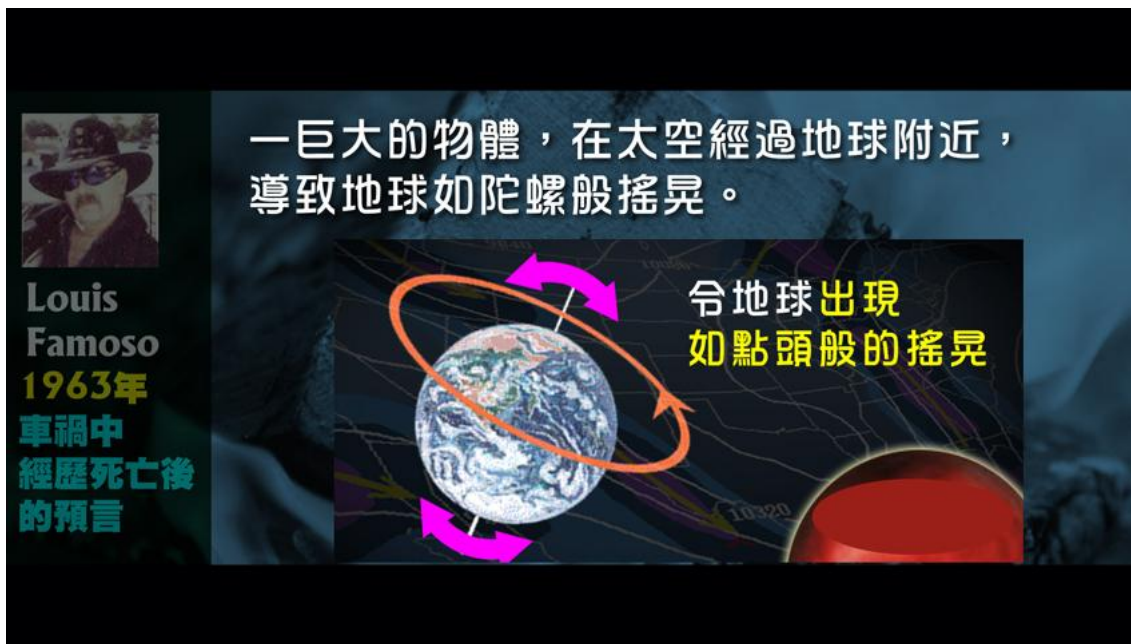 一巨大的物體，在太空經過地球附近，
導致地球如陀螺般搖晃。
令地球出現
如點頭般的搖晃
Louis
Famoso
1963年
車禍中
經歷死亡後
的預言
10320